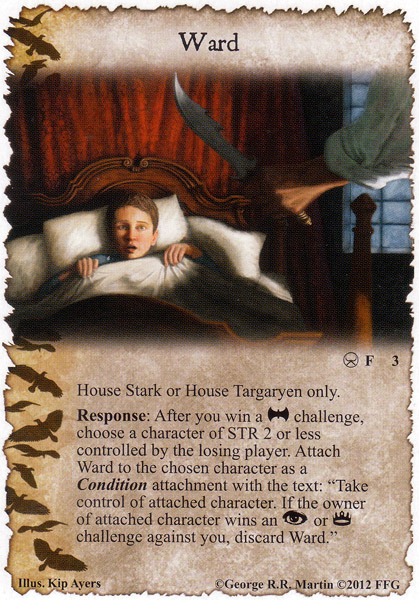 Ward
F 3
House Stark or House Targaryen only.
Response: After you win a challenge,
choose a character of STR 2 or less
controlled by the losing player. Attach
Ward to the chosen character as a
Condition attachment with the text: “Take
control of attached character. If the owner
of attached character wins an or
challenge against you, discard Ward.”
Illus. Kip Ayers ©George R.R. Martin ©2012 FFG